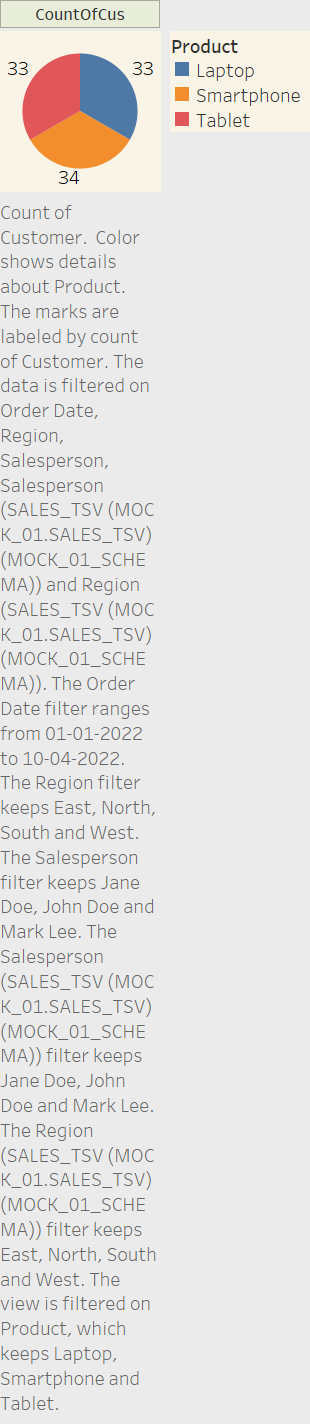 CountOfCus
33
33
34
Product
Laptop
Smartphone
Tablet
Count of
Customer.  Color
shows details
about Product.
The marks are
labeled by count
of Customer. The
data is filtered on
Order Date,
Region,
Salesperson,
Salesperson
(SALES_TSV (MOC
K_01.SALES_TSV)
(MOCK_01_SCHE
MA)) and Region
(SALES_TSV (MOC
K_01.SALES_TSV)
(MOCK_01_SCHE
MA)). The Order
Date filter ranges
from 01-01-2022
to 10-04-2022.
The Region filter
keeps East, North,
South and West.
The Salesperson
filter keeps Jane
Doe, John Doe and
Mark Lee. The
Salesperson
(SALES_TSV (MOC
K_01.SALES_TSV)
(MOCK_01_SCHE
MA)) filter keeps
Jane Doe, John
Doe and Mark Lee.
The Region
(SALES_TSV (MOC
K_01.SALES_TSV)
(MOCK_01_SCHE
MA)) filter keeps
East, North, South
and West. The
view is filtered on
Product, which
keeps Laptop,
Smartphone and
Tablet.